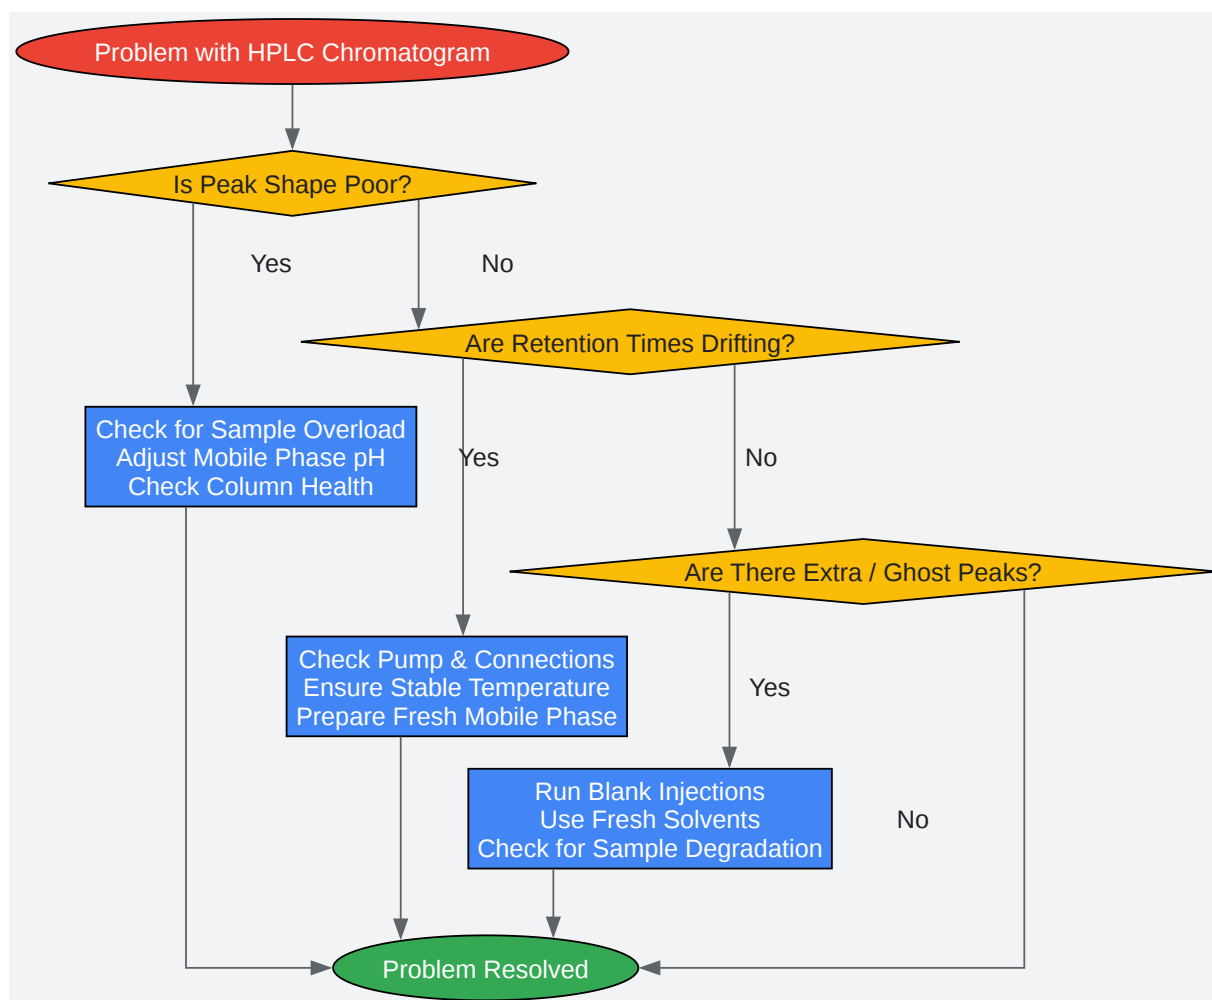 Problem with HPLC Chromatogram
Is Peak Shape Poor?
Yes
No
Are Retention Times Drifting?
Check for Sample Overload
Adjust Mobile Phase pH
Check Column Health
Yes
No
Are There Extra / Ghost Peaks?
Check Pump & Connections
Ensure Stable Temperature
Prepare Fresh Mobile Phase
Yes
Run Blank Injections
Use Fresh Solvents
Check for Sample Degradation
No
Problem Resolved